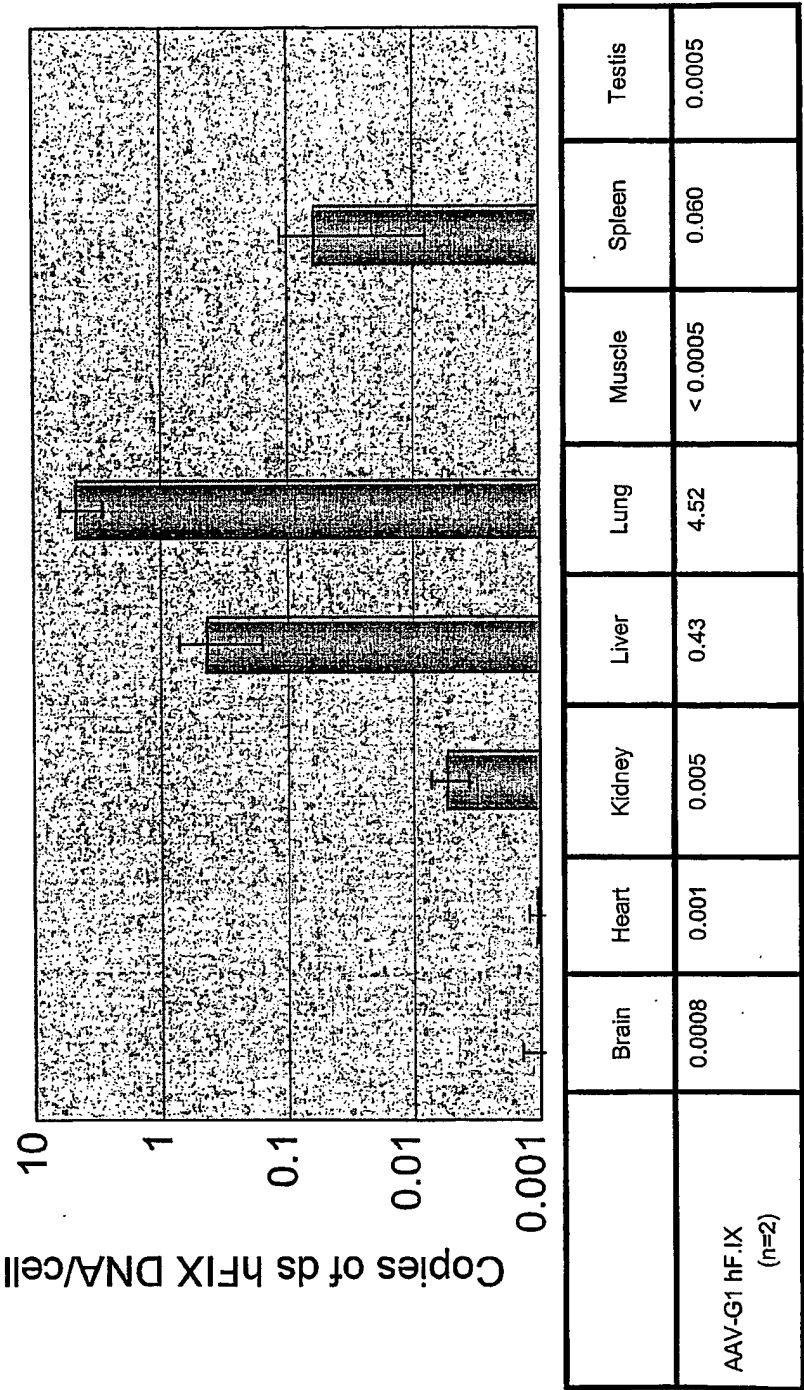 Copies of ds hFIX DNA/cell
10
1
0.1
0.01
0.001
Brain Heart Kidney Liver Lung Muscle Spleen Testis
AAV-G1 hF.IX 0.0008 0.001 0.005 0.43 4.52 < 0.0005 0.060 0.0005
(n=2)